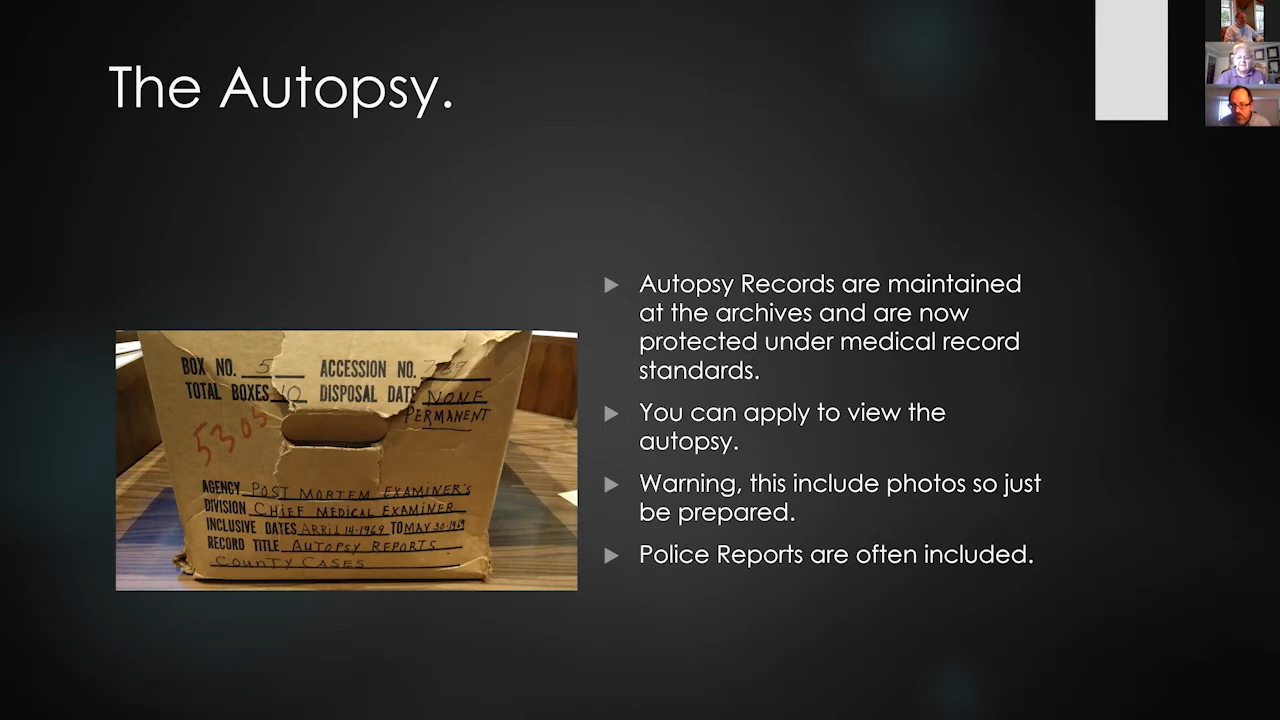 The Autopsy.
Autopsy Records are maintained
at the archives and are now
protected under medical record
standards.
You can apply to view the
autopsy.
Warning, this include photos so just
be prepared.
Police Reports are often included.
BOX NO. 5 ACCESSION NO.
TOTAL BOXES 10 DISPOSAL DATE NONE
PERMANENT
5305
AGENCY POST MORTEM EXAMINER'S
DIVISION CHIEF MEDICAL EXAMINER
INCLUSIVE DATES APRIL 14-1969 TO MAY 30-1969
RECORD TITLE AUTOPSY REPORTS
COUNTY CASES